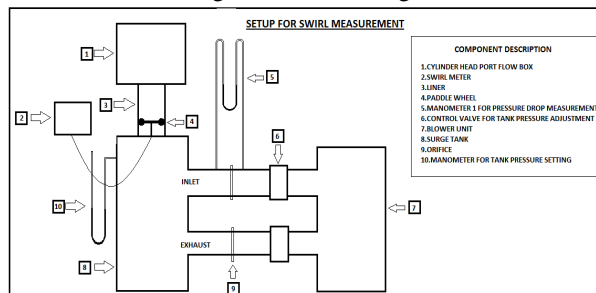 SETUP FOR SWIRL MEASUREMENT
1
2
3
4
5
6
7
8
9
10
INLET
EXHAUST
COMPONENT DESCRIPTION
1.CYLINDER HEAD PORT FLOW BOX
2.SWIRL METER
3.LINER
4.PADDLE WHEEL
5.MANOMETER 1 FOR PRESSURE DROP MEASUREMENT
6.CONTROL VALVE FOR TANK PRESSURE ADJUSTMENT
7.BLOWER UNIT
8.SURGE TANK
9.ORIFICE
10.MANOMETER FOR TANK PRESSURE SETTING